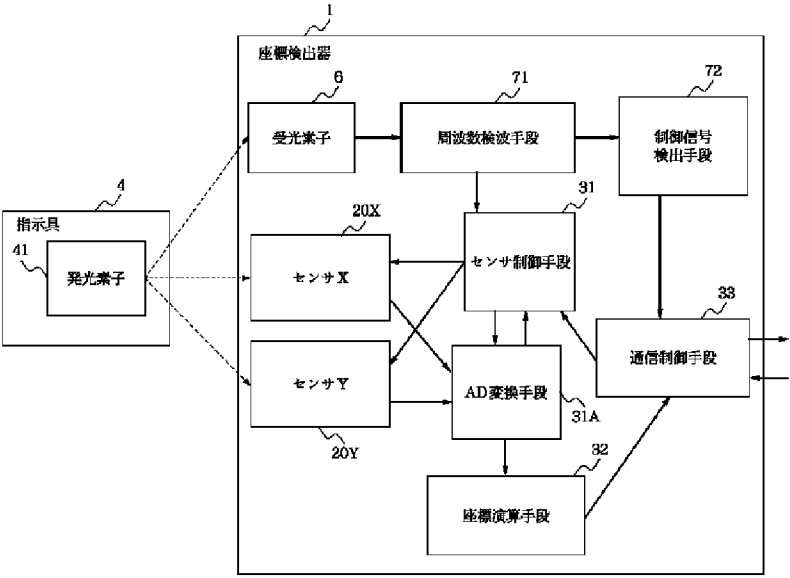 1
座標検出器
6
71
72
受光素子
周波数検波手段
制御信号
検出手段
4
指示具
41
発光素子
20X
31
センサX
センサ制御手段
33
通信制御手段
センサY
AD変換手段
20Y
31A
32
座標演算手段